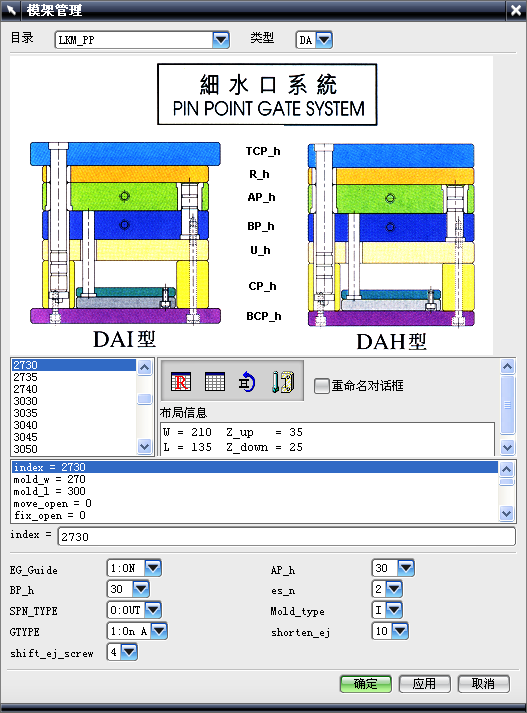 模架管理
目录 LKM_PP 类型 DA
細水口系統
PIN POINT GATE SYSTEM
TCP_h
R_h
AP_h
BP_h
U_h
CP_h
BCP_h
DAI型 DAH型
2730
2735
2740
3030
3035
3040
3045
3050
R
重命名对话框
布局信息
W = 210 Z_up = 35
L = 135 Z_down = 25
index = 2730
mold_w = 270
mold_l = 300
move_open = 0
fix_open = 0
index = 2730
EG_Guide 1:ON AP_h 30
BP_h 30 es_n 2
SPN_TYPE 0:OUT Mold_type I
GTYPE 1:On A shorten_ej 10
shift_ej_screw 4
确定 应用 取消